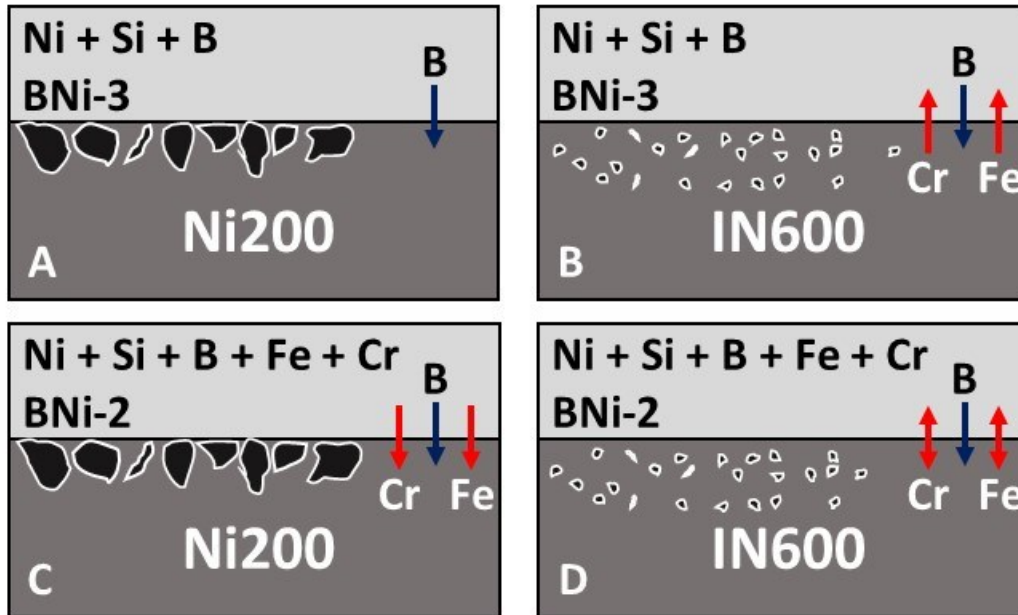 Ni + Si + B
BNi-3
B
Ni200
A
Ni + Si + B
BNi-3
B
Cr
Fe
IN600
B
Ni + Si + B + Fe + Cr
BNi-2
B
Cr
Fe
Ni200
C
Ni + Si + B + Fe + Cr
BNi-2
B
Cr
Fe
IN600
D